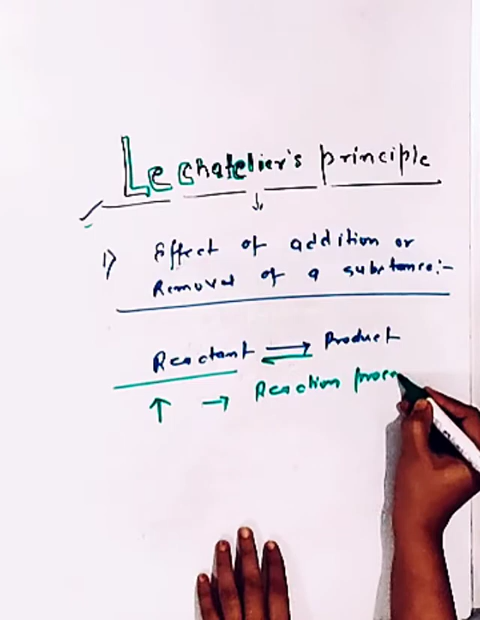 Le chatelier's principle
↓
1) Effect of addition or
Removal of a substance:-
Reactant ⇌ Product
↑ → Reaction